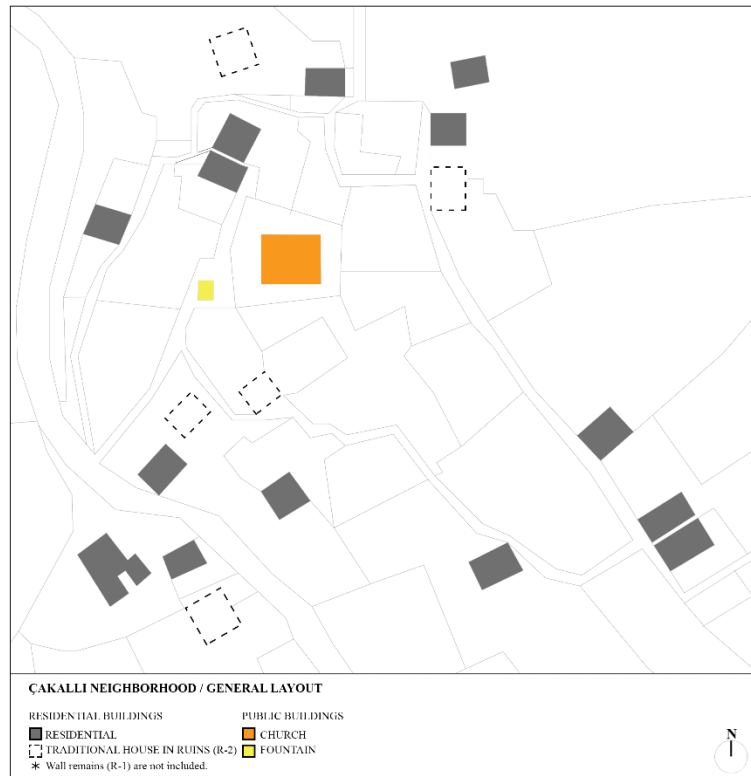 ÇAKALLI NEIGHBORHOOD / GENERAL LAYOUT
RESIDENTIAL BUILDINGS
RESIDENTIAL
TRADITIONAL HOUSE IN RUINS (R-2)
* Wall remains (R-1) are not included.
PUBLIC BUILDINGS
CHURCH
FOUNTAIN
N